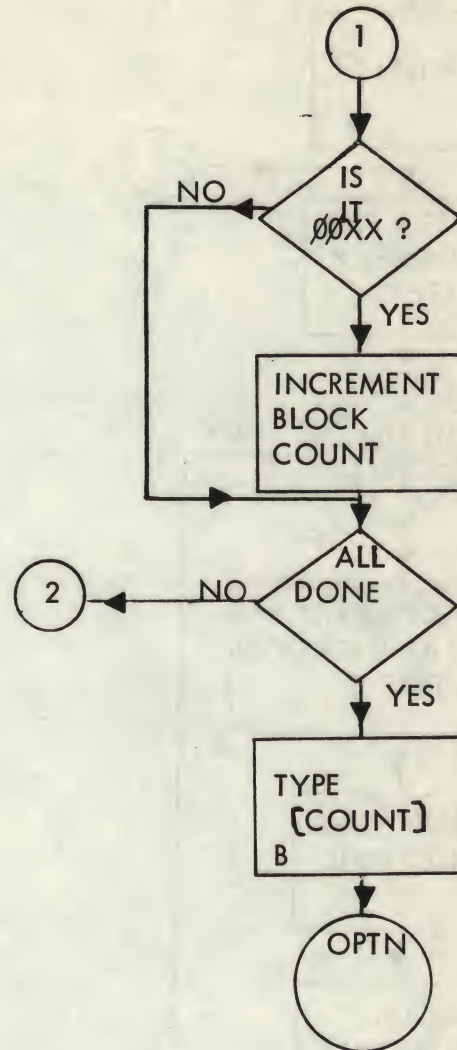 1
IS
IT
ØØXX ?
NO
YES
INCREMENT
BLOCK
COUNT
ALL
DONE
NO
2
YES
TYPE
[COUNT]
B
OPTN